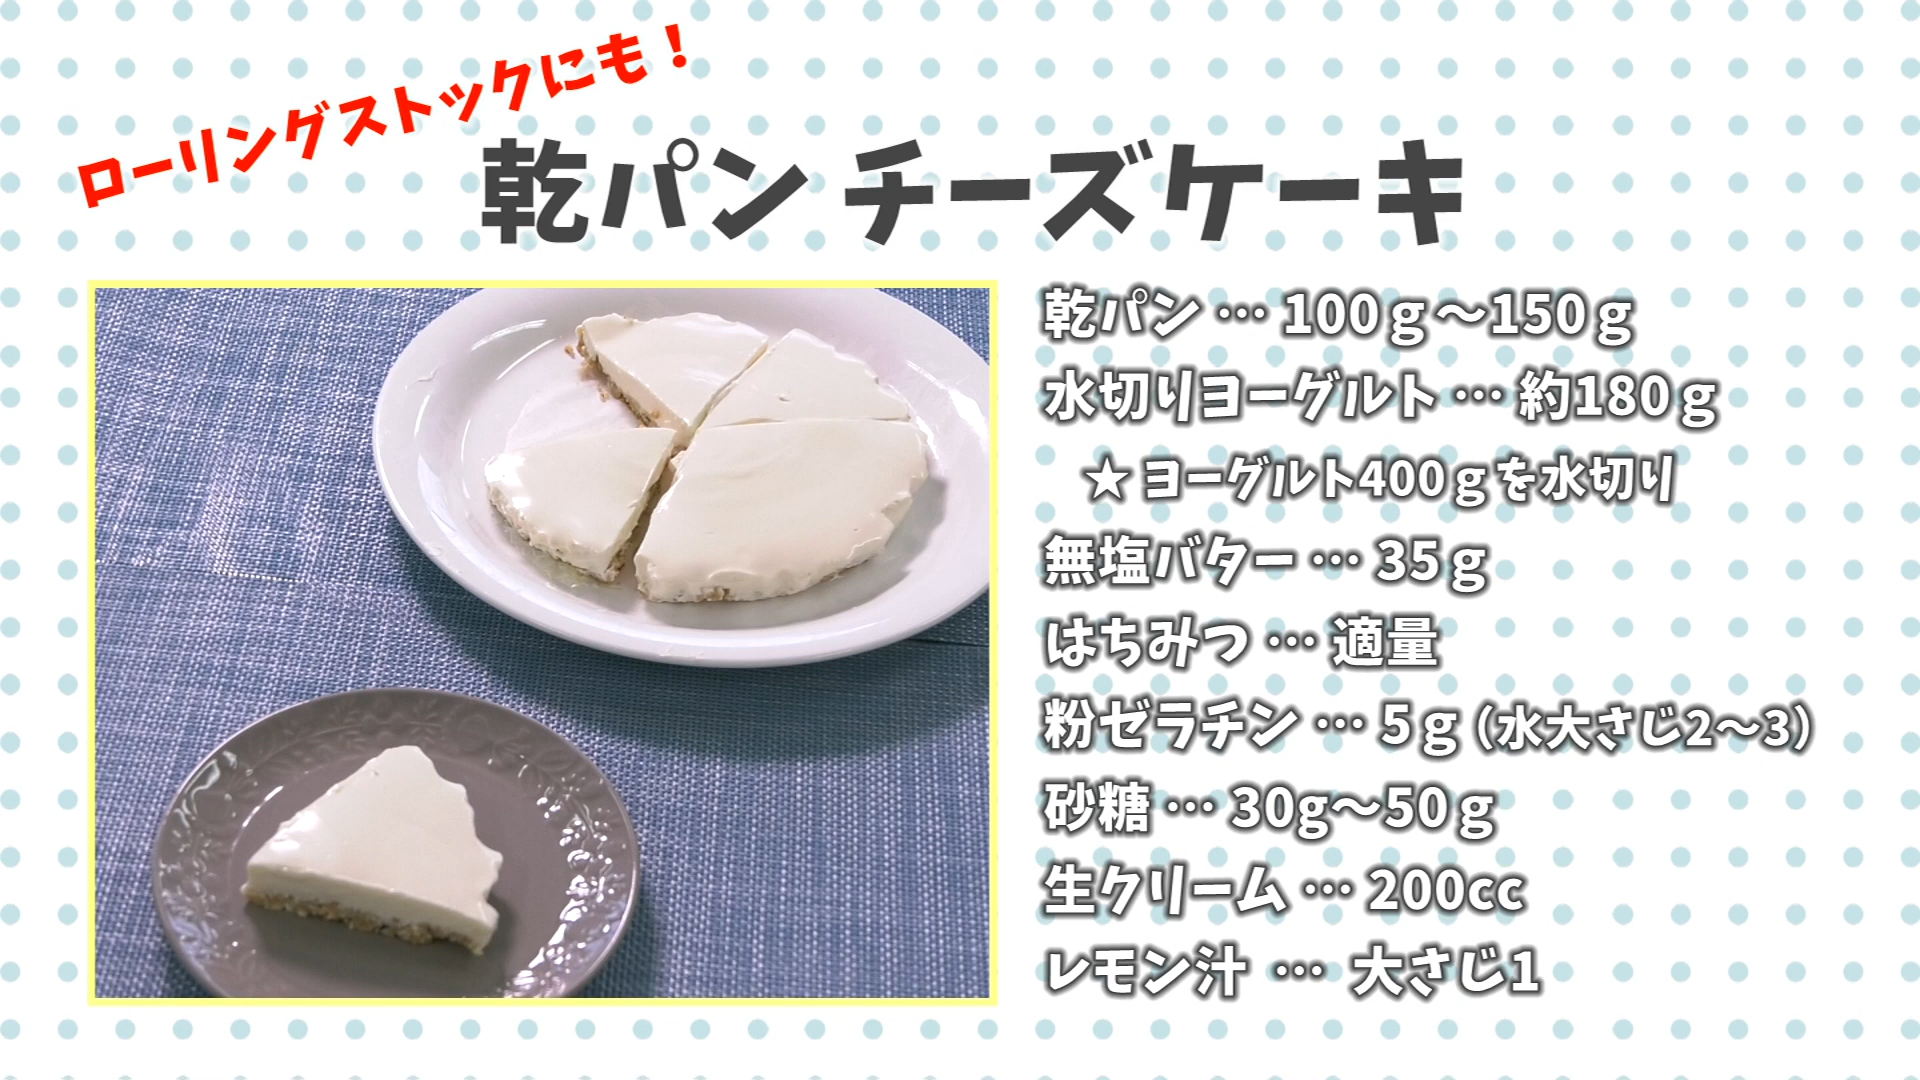 ローリングストックにも！
乾パン チーズケーキ
乾パン … 100ｇ～150ｇ
水切りヨーグルト … 約180ｇ
★ ヨーグルト400ｇを水切り
無塩バター … 35ｇ
はちみつ … 適量
粉ゼラチン … 5ｇ（水大さじ2～3）
砂糖 … 30g～50ｇ
生クリーム … 200cc
レモン汁 … 大さじ1